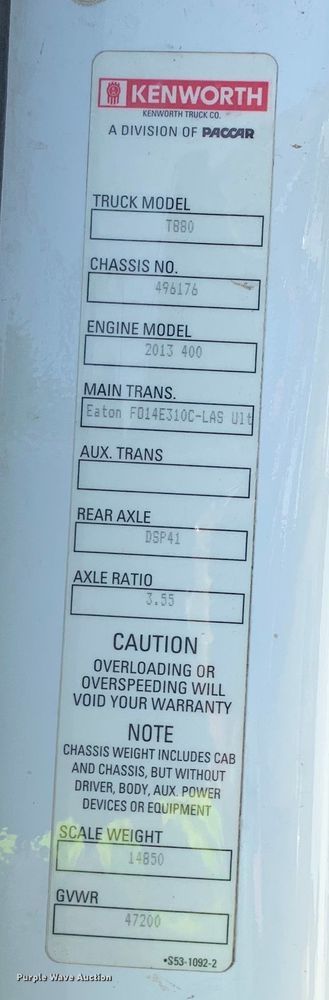 KENWORTH
KENWORTH TRUCK CO.
A DIVISION OF PACCAR
TRUCK MODEL
T880
CHASSIS NO.
496176
ENGINE MODEL
2013 400
MAIN TRANS.
Eaton FO14E310C-LAS Ult
AUX. TRANS
REAR AXLE
DSP41
AXLE RATIO
3.55
CAUTION
OVERLOADING OR
OVERSPEEDING WILL
VOID YOUR WARRANTY
NOTE
CHASSIS WEIGHT INCLUDES CAB
AND CHASSIS, BUT WITHOUT
DRIVER, BODY, AUX. POWER
DEVICES OR EQUIPMENT
SCALE WEIGHT
14850
GVWR
47200
•S53-1092-2
Purple Wave Auction